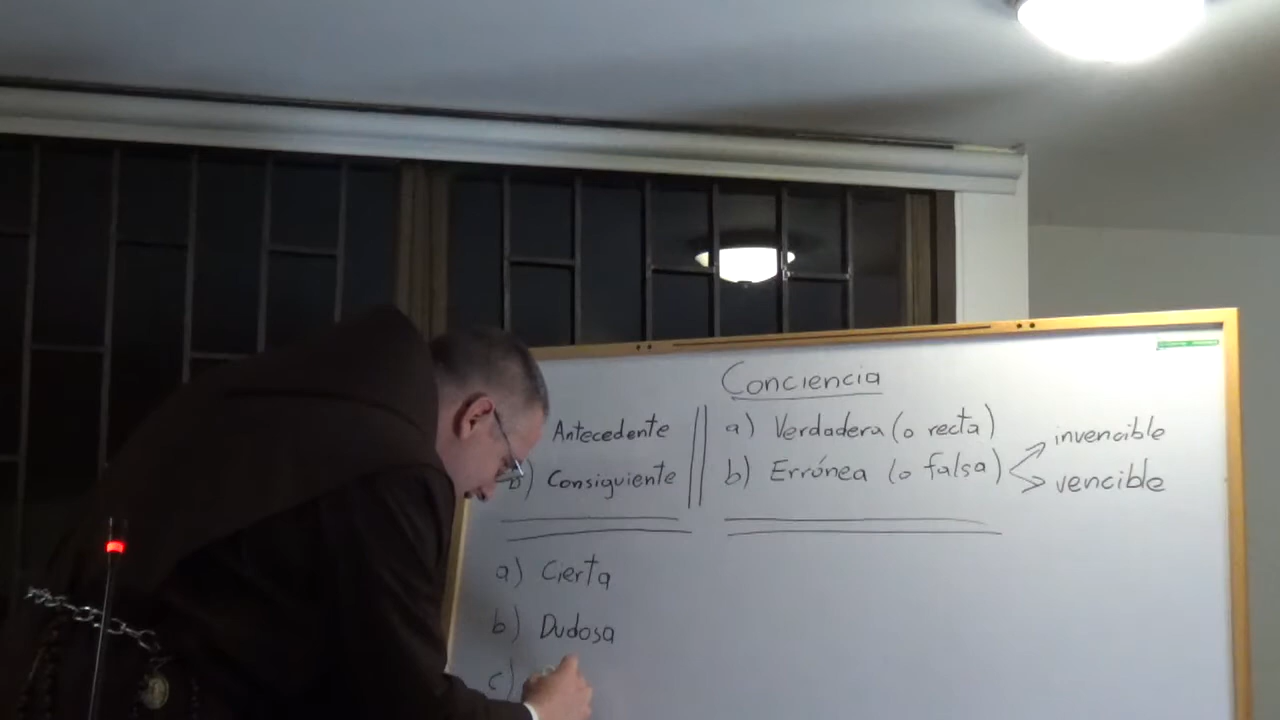 Conciencia
Antecedente
b) Consiguiente
a) Verdadera (o recta)
b) Errónea (o falsa)
invencible
vencible
a) Cierta
b) Dudosa
c)